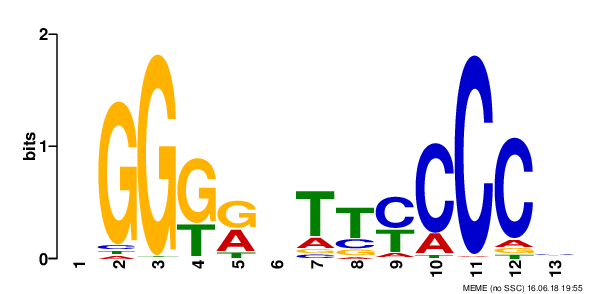 2
1
0
bits
G G G G T T C C C C
C T A A C T A A
T T C G A T G
A G A C T
1 2 3 4 5 6 7 8 9 10 11 12 13
MEME (no SSC) 16.06.18 19:55